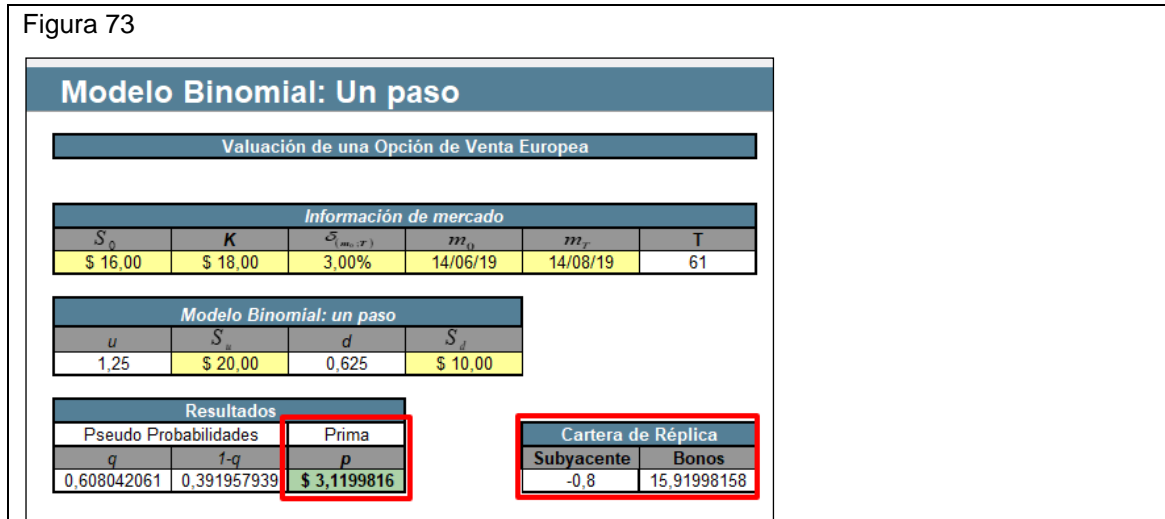 Figura 73
Modelo Binomial: Un paso
Valuación de una Opción de Venta Europea
Información de mercado
S₀ K δ(m₀;T) m₀ m_T T
$ 16,00 $ 18,00 3,00% 14/06/19 14/08/19 61
Modelo Binomial: un paso
u S_u d S_d
1,25 $ 20,00 0,625 $ 10,00
Resultados
Pseudo Probabilidades Prima Cartera de Réplica
q 1-q p Subyacente Bonos
0,608042061 0,391957939 $ 3,1199816 -0,8 15,91998158